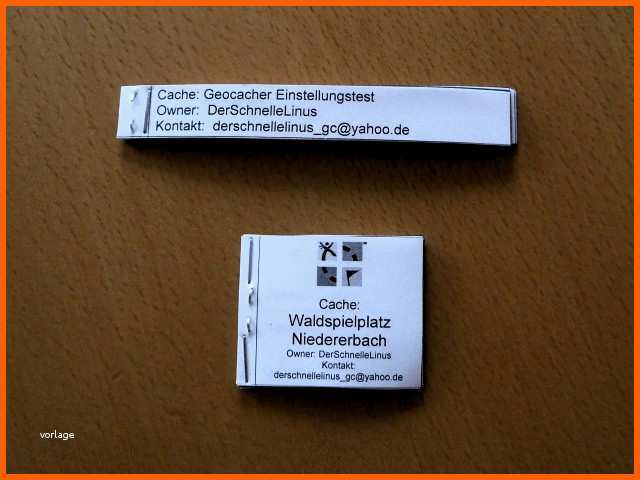 Cache: Geocacher Einstellungstest
Owner: DerSchnelleLinus
Kontakt: derschnellelinus_gc@yahoo.de
Cache:
Waldspielplatz
Niedererbach
Owner: DerSchnelleLinus
Kontakt:
derschnellelinus_gc@yahoo.de
vorlage